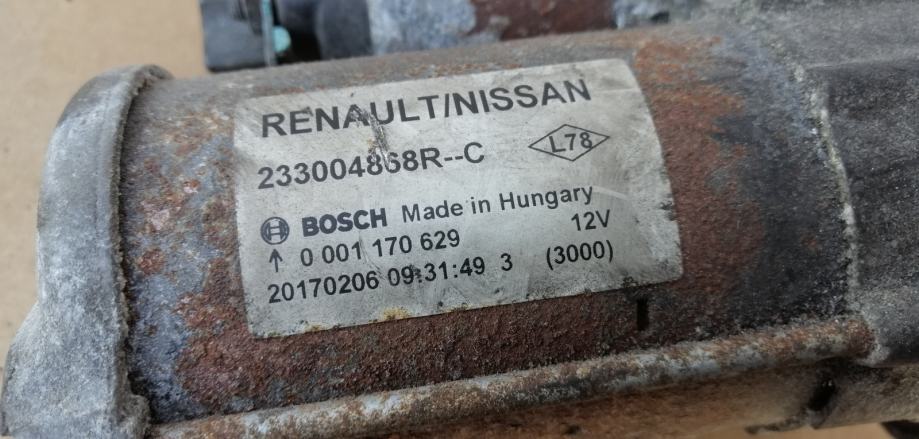 RENAULT/NISSAN
233004868R--C L78
BOSCH Made in Hungary
0 001 170 629 12V
20170206 09:31:49 3 (3000)